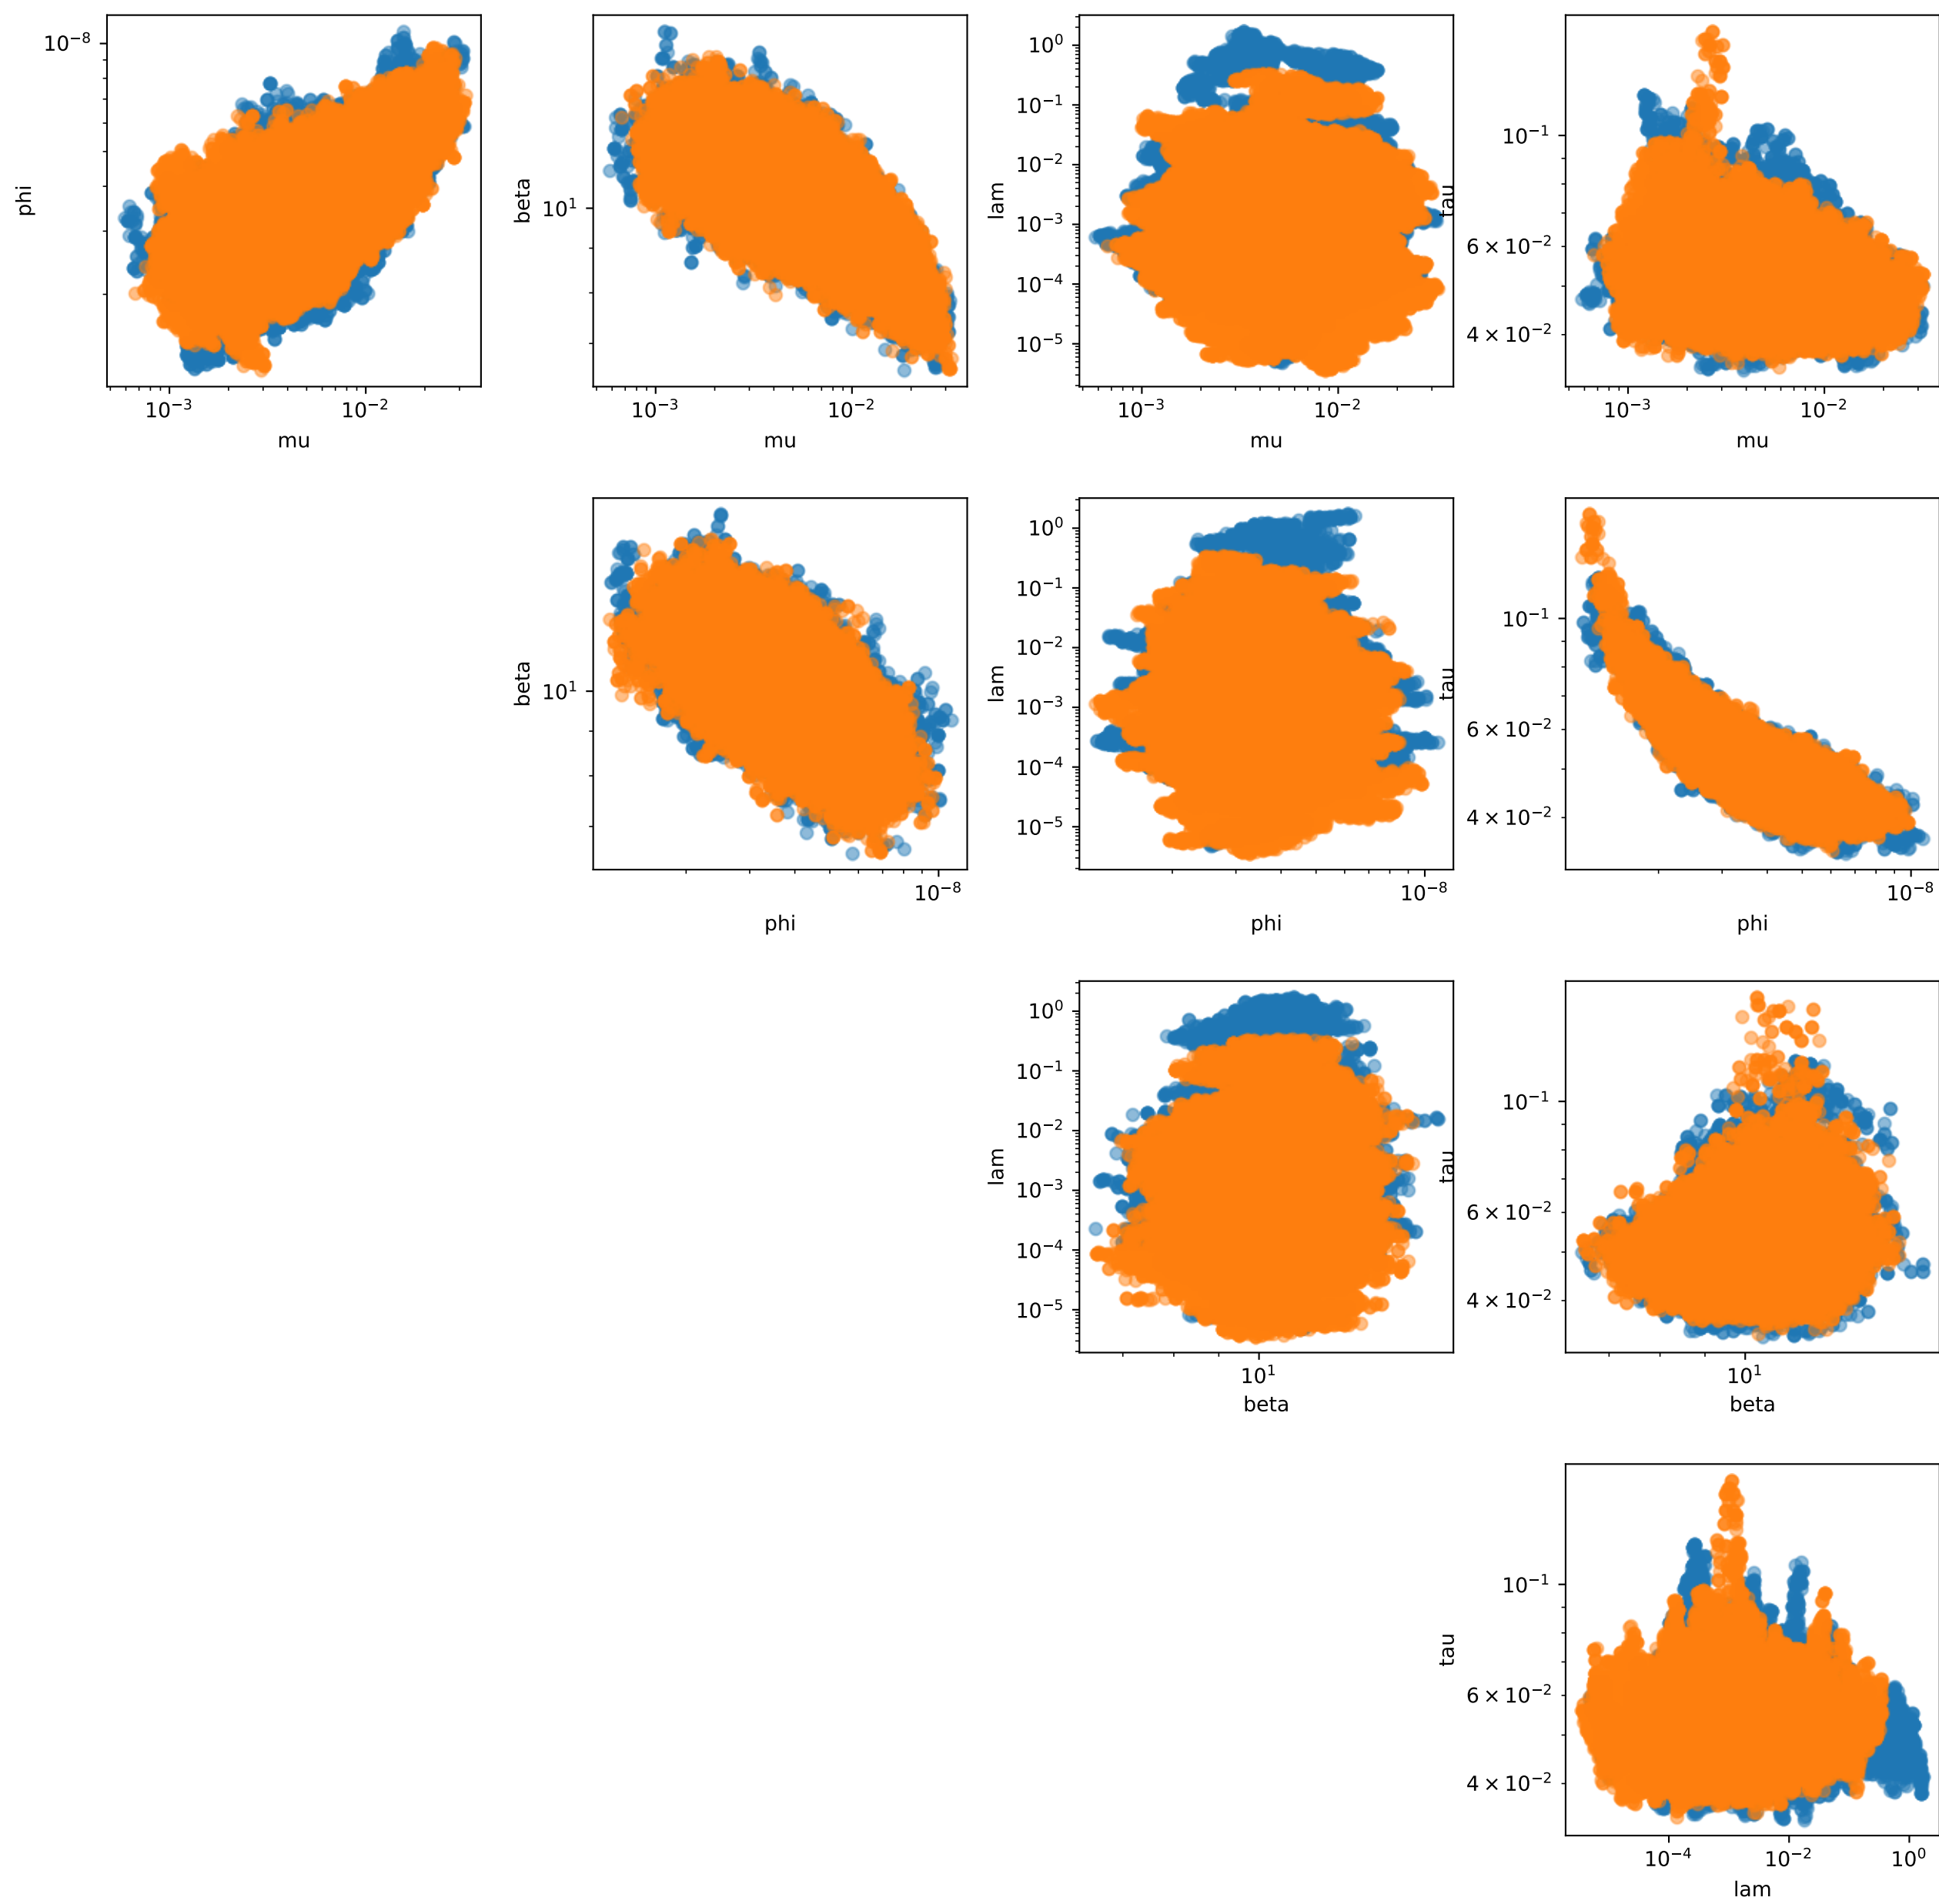 10⁻⁸
phi
10⁻³ 10⁻²
mu
beta
10¹
10⁻³ 10⁻²
mu
lam
10⁰
10⁻¹
10⁻²
10⁻³
10⁻⁴
10⁻⁵
10⁻³ 10⁻²
mu
tau
10⁻¹
6 × 10⁻²
4 × 10⁻²
10⁻³ 10⁻²
mu
beta
10¹
10⁻⁸
phi
lam
10⁰
10⁻¹
10⁻²
10⁻³
10⁻⁴
10⁻⁵
10⁻⁸
phi
tau
10⁻¹
6 × 10⁻²
4 × 10⁻²
10⁻⁸
phi
lam
10⁰
10⁻¹
10⁻²
10⁻³
10⁻⁴
10⁻⁵
10¹
beta
tau
10⁻¹
6 × 10⁻²
4 × 10⁻²
10¹
beta
tau
10⁻¹
6 × 10⁻²
4 × 10⁻²
10⁻⁴ 10⁻² 10⁰
lam